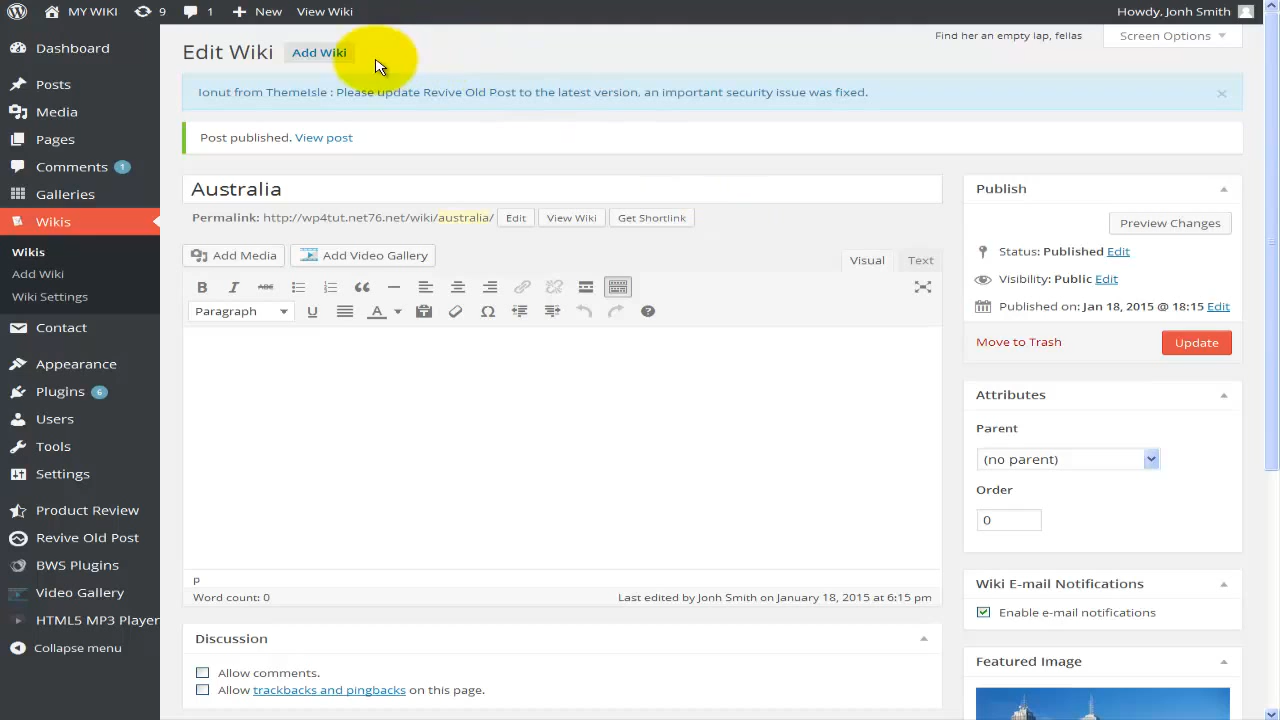 MY WIKI 9 1 New View Wiki Howdy, Jonh Smith
Dashboard
Posts
Media
Pages
Comments 1
Galleries
Wikis
Wikis
Add Wiki
Wiki Settings
Contact
Appearance
Plugins 6
Users
Tools
Settings
Product Review
Revive Old Post
BWS Plugins
Video Gallery
HTML5 MP3 Player
Collapse menu
Find her an empty lap, fellas Screen Options
Edit Wiki Add Wiki
Ionut from ThemeIsle : Please update Revive Old Post to the latest version, an important security issue was fixed.
Post published. View post
Australia
Permalink: http://wp4tut.net76.net/wiki/australia/ Edit View Wiki Get Shortlink
Add Media Add Video Gallery Visual Text
B I ABC
Paragraph U A
p
Word count: 0 Last edited by Jonh Smith on January 18, 2015 at 6:15 pm
Discussion
Allow comments.
Allow trackbacks and pingbacks on this page.
Publish
Preview Changes
Status: Published Edit
Visibility: Public Edit
Published on: Jan 18, 2015 @ 18:15 Edit
Move to Trash Update
Attributes
Parent
(no parent)
Order
0
Wiki E-mail Notifications
Enable e-mail notifications
Featured Image